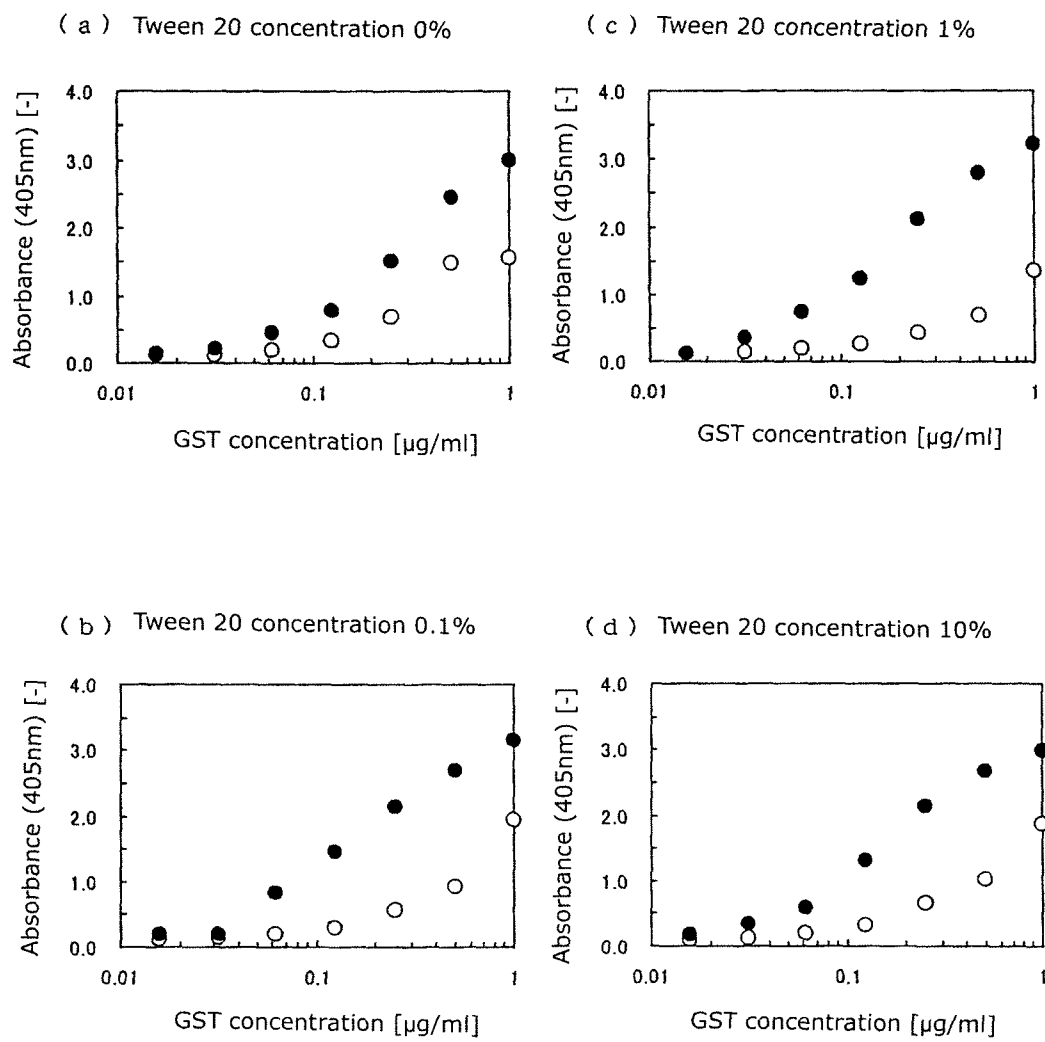 ( a ) Tween 20 concentration 0%
Absorbance (405nm) [-]
4.0
3.0
2.0
1.0
0.0
0.01 0.1 1
GST concentration [µg/ml]
( c ) Tween 20 concentration 1%
Absorbance (405nm) [-]
4.0
3.0
2.0
1.0
0.0
0.01 0.1 1
GST concentration [µg/ml]
( b ) Tween 20 concentration 0.1%
Absorbance (405nm) [-]
4.0
3.0
2.0
1.0
0.0
0.01 0.1 1
GST concentration [µg/ml]
( d ) Tween 20 concentration 10%
Absorbance (405nm) [-]
4.0
3.0
2.0
1.0
0.0
0.01 0.1 1
GST concentration [µg/ml]